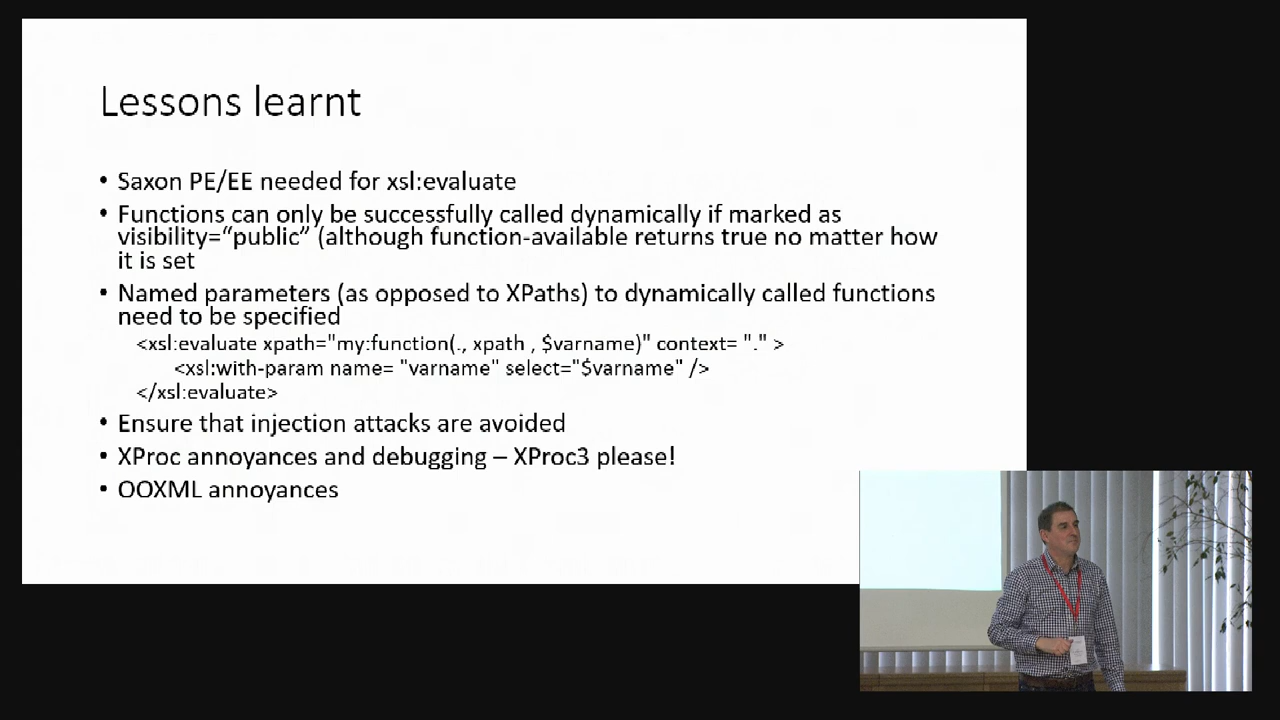 Lessons learnt
• Saxon PE/EE needed for xsl:evaluate
• Functions can only be successfully called dynamically if marked as
visibility=“public” (although function-available returns true no matter how
it is set
• Named parameters (as opposed to XPaths) to dynamically called functions
need to be specified
<xsl:evaluate xpath="my:function(., xpath , $varname)" context= "." >
<xsl:with-param name= "varname" select="$varname" />
</xsl:evaluate>
• Ensure that injection attacks are avoided
• XProc annoyances and debugging – XProc3 please!
• OOXML annoyances